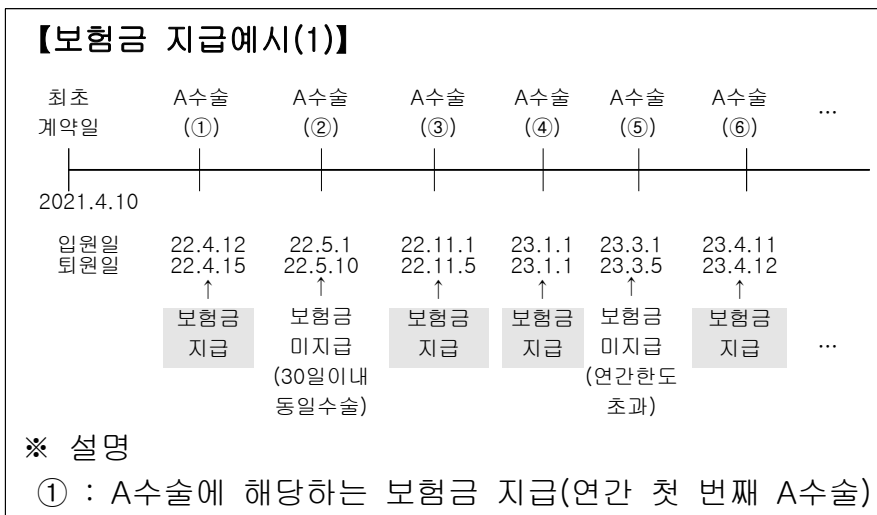 【보험금 지급예시(1)】
최초 A수술 A수술 A수술 A수술 A수술 A수술 …
계약일 (①) (②) (③) (④) (⑤) (⑥)
2021.4.10
입원일 22.4.12 22.5.1 22.11.1 23.1.1 23.3.1 23.4.11
퇴원일 22.4.15 22.5.10 22.11.5 23.1.1 23.3.5 23.4.12
↑ ↑ ↑ ↑ ↑ ↑
보험금 보험금 보험금 보험금 보험금 보험금
지급 미지급 지급 지급 미지급 지급 …
(30일이내 (연간한도
동일수술) 초과)
※ 설명
① : A수술에 해당하는 보험금 지급(연간 첫 번째 A수술)